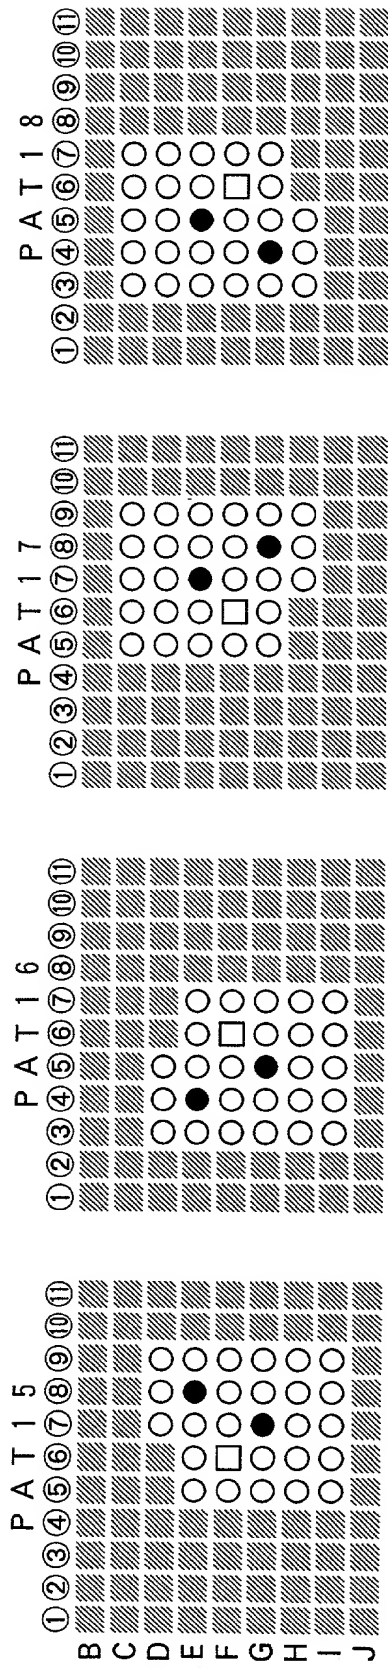 PAT15
①②③④⑤⑥⑦⑧⑨⑩⑪
B
C
D
E
F
G
H
I
J
PAT16
①②③④⑤⑥⑦⑧⑨⑩⑪
PAT17
①②③④⑤⑥⑦⑧⑨⑩⑪
PAT18
①②③④⑤⑥⑦⑧⑨⑩⑪